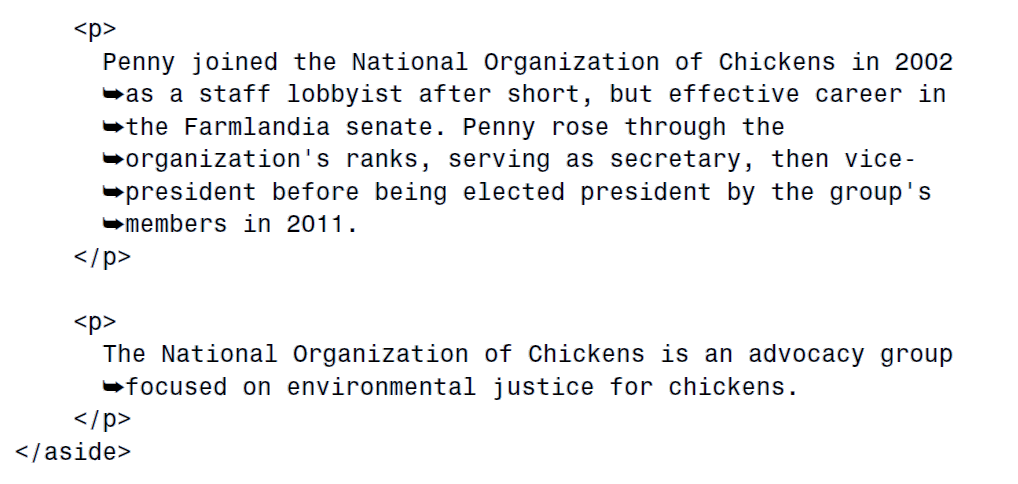 <p>
Penny joined the National Organization of Chickens in 2002
➥as a staff lobbyist after short, but effective career in
➥the Farmlandia senate. Penny rose through the
➥organization's ranks, serving as secretary, then vice-
➥president before being elected president by the group's
➥members in 2011.
</p>
<p>
The National Organization of Chickens is an advocacy group
➥focused on environmental justice for chickens.
</p>
</aside>